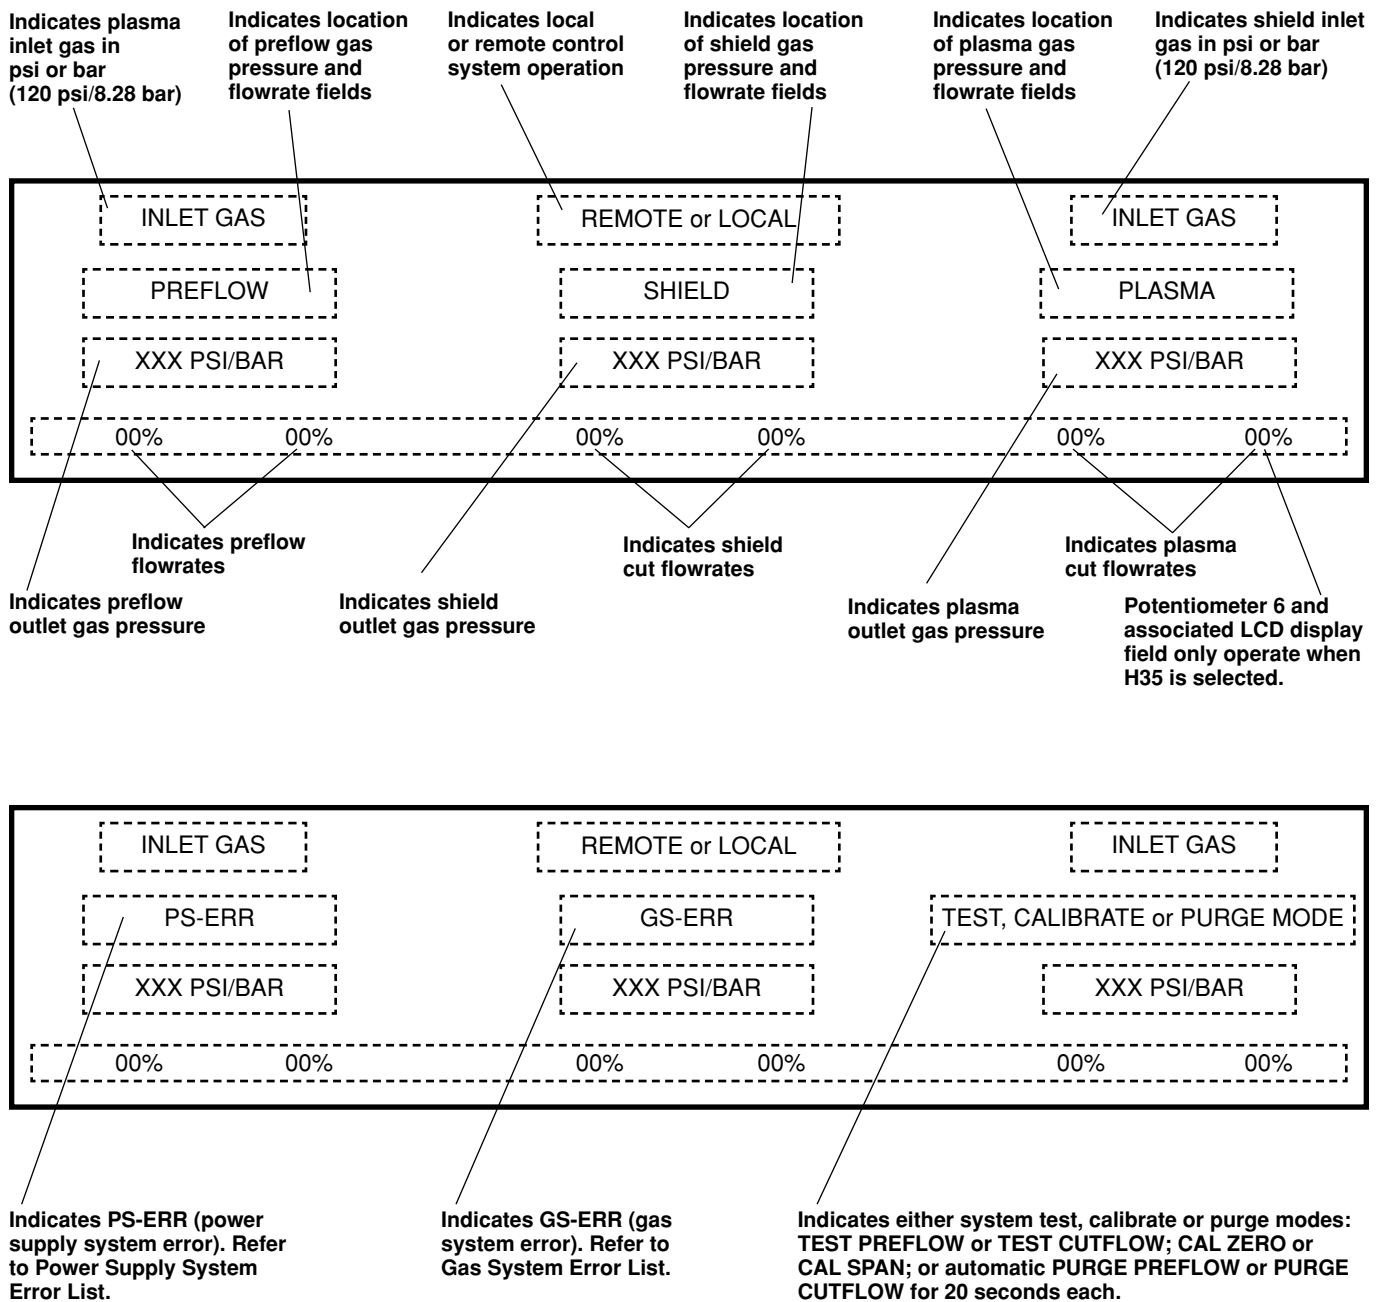 Indicates plasma
inlet gas in
psi or bar
(120 psi/8.28 bar)
Indicates location
of preflow gas
pressure and
flowrate fields
Indicates local
or remote control
system operation
Indicates location
of shield gas
pressure and
flowrate fields
Indicates location
of plasma gas
pressure and
flowrate fields
Indicates shield inlet
gas in psi or bar
(120 psi/8.28 bar)
INLET GAS
REMOTE or LOCAL
INLET GAS
PREFLOW
SHIELD
PLASMA
XXX PSI/BAR
XXX PSI/BAR
XXX PSI/BAR
00% 00% 00% 00% 00% 00%
Indicates preflow
flowrates
Indicates shield
cut flowrates
Indicates plasma
cut flowrates
Indicates preflow
outlet gas pressure
Indicates shield
outlet gas pressure
Indicates plasma
outlet gas pressure
Potentiometer 6 and
associated LCD display
field only operate when
H35 is selected.
INLET GAS
REMOTE or LOCAL
INLET GAS
PS-ERR
GS-ERR
TEST, CALIBRATE or PURGE MODE
XXX PSI/BAR
XXX PSI/BAR
XXX PSI/BAR
00% 00% 00% 00% 00% 00%
Indicates PS-ERR (power
supply system error). Refer
to Power Supply System
Error List.
Indicates GS-ERR (gas
system error). Refer to
Gas System Error List.
Indicates either system test, calibrate or purge modes:
TEST PREFLOW or TEST CUTFLOW; CAL ZERO or
CAL SPAN; or automatic PURGE PREFLOW or PURGE
CUTFLOW for 20 seconds each.